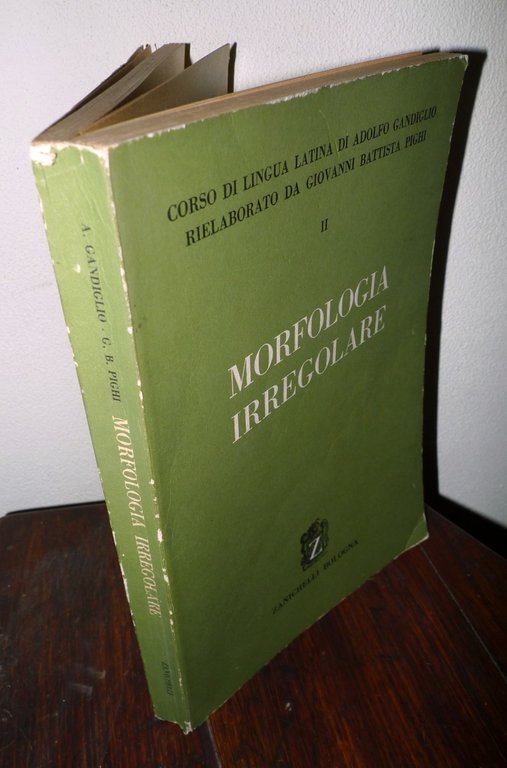 CORSO DI LINGUA LATINA DI ADOLFO GANDIGLIO
RIELABORATO DA GIOVANNI BATTISTA PIGHI
II
MORFOLOGIA
IRREGOLARE
Z
ZANICHELLI BOLOGNA
A. GANDIGLIO · G. B. PIGHI MORFOLOGIA IRREGOLARE ZANICHELLI